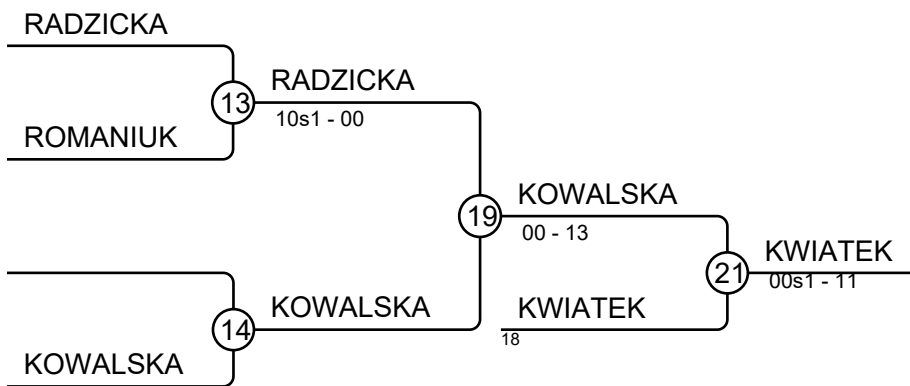 RADZICKA
13
RADZICKA
10s1 - 00
ROMANIUK
19
KOWALSKA
00 - 13
21
KWIATEK
00s1 - 11
14
KOWALSKA
KWIATEK
18
KOWALSKA